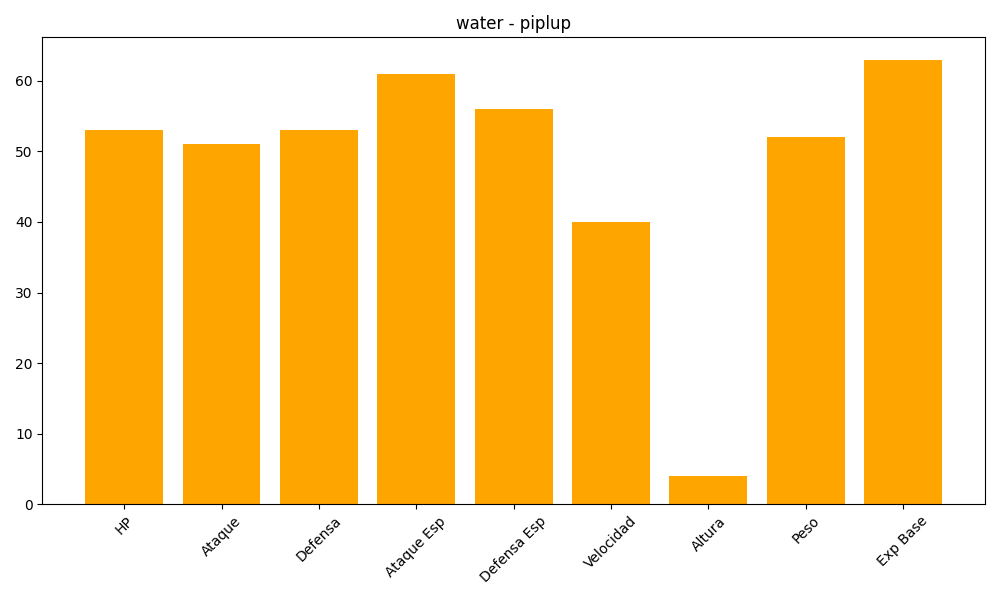 water - piplup
60
50
40
30
20
10
0
HP
Ataque
Defensa
Ataque Esp
Defensa Esp
Velocidad
Altura
Peso
Exp Base